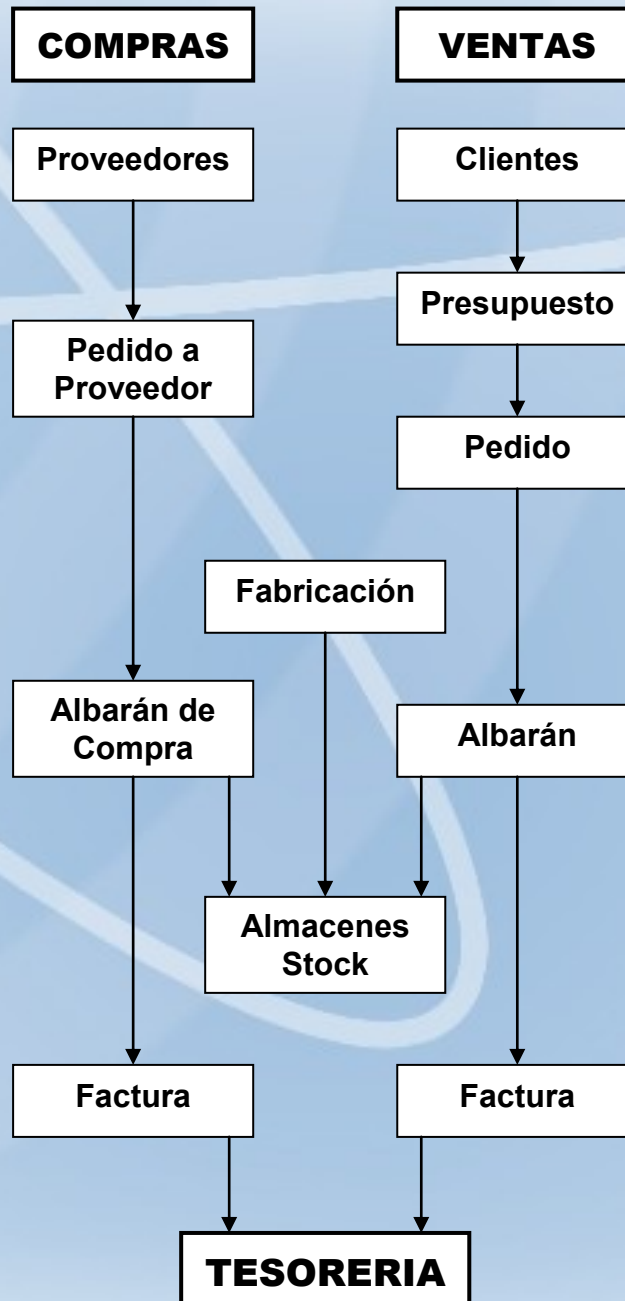 COMPRAS
VENTAS
Proveedores
Clientes
Presupuesto
Pedido a
Proveedor
Pedido
Fabricación
Albarán de
Compra
Albarán
Almacenes
Stock
Factura
Factura
TESORERIA